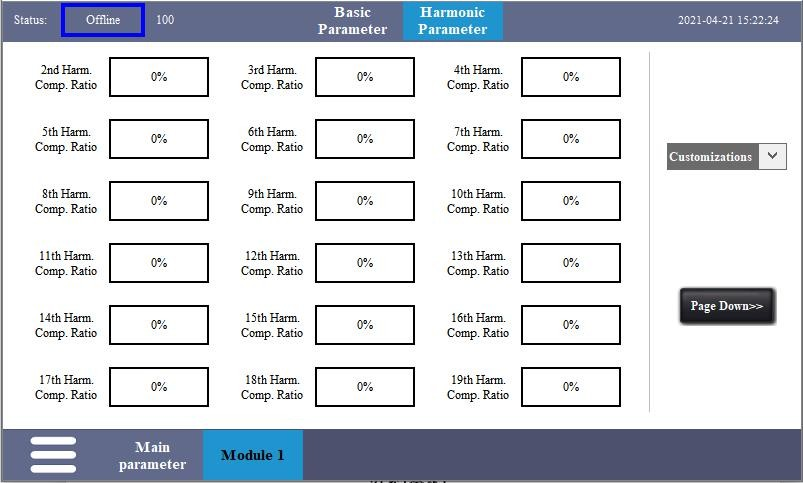 Status: Offline 100
Basic
Parameter
Harmonic
Parameter
2021-04-21 15:22:24
2nd Harm.
Comp. Ratio
0%
3rd Harm.
Comp. Ratio
0%
4th Harm.
Comp. Ratio
0%
5th Harm.
Comp. Ratio
0%
6th Harm.
Comp. Ratio
0%
7th Harm.
Comp. Ratio
0%
Customizations
8th Harm.
Comp. Ratio
0%
9th Harm.
Comp. Ratio
0%
10th Harm.
Comp. Ratio
0%
11th Harm.
Comp. Ratio
0%
12th Harm.
Comp. Ratio
0%
13th Harm.
Comp. Ratio
0%
14th Harm.
Comp. Ratio
0%
15th Harm.
Comp. Ratio
0%
16th Harm.
Comp. Ratio
0%
Page Down>>
17th Harm.
Comp. Ratio
0%
18th Harm.
Comp. Ratio
0%
19th Harm.
Comp. Ratio
0%
Main
parameter
Module 1